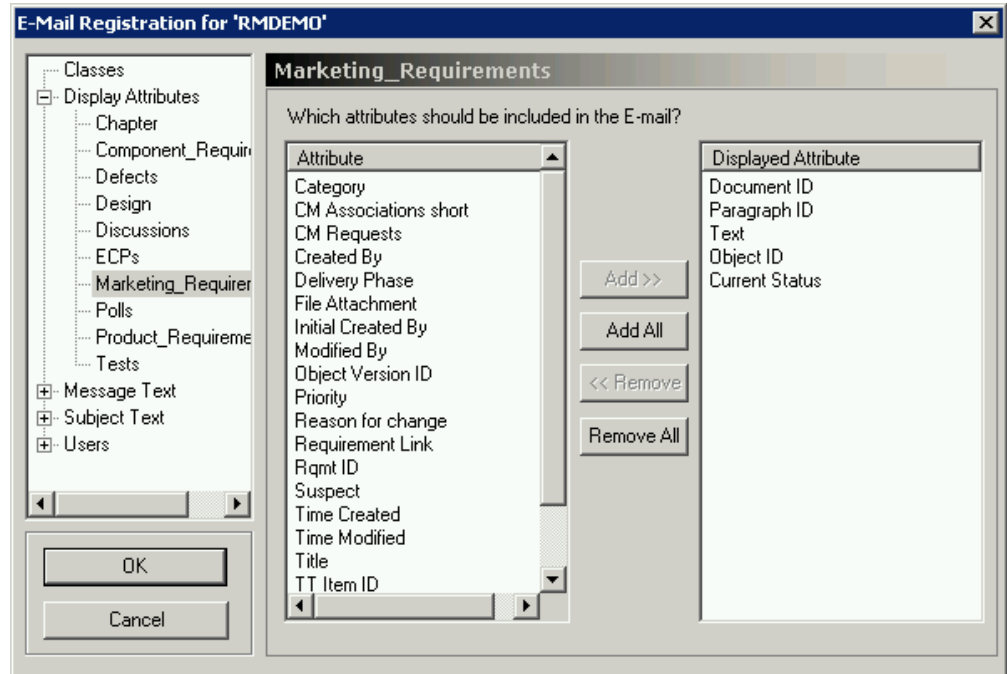 E-Mail Registration for 'RMDEMO'
Classes
Display Attributes
Chapter
Component_Require
Defects
Design
Discussions
ECPs
Marketing_Requirer
Polls
Product_Requireme
Tests
Message Text
Subject Text
Users
OK
Cancel
Marketing_Requirements
Which attributes should be included in the E-mail?
Attribute
Category
CM Associations short
CM Requests
Created By
Delivery Phase
File Attachment
Initial Created By
Modified By
Object Version ID
Priority
Reason for change
Requirement Link
Rqmt ID
Suspect
Time Created
Time Modified
Title
TT Item ID
Add >>
Add All
<< Remove
Remove All
Displayed Attribute
Document ID
Paragraph ID
Text
Object ID
Current Status